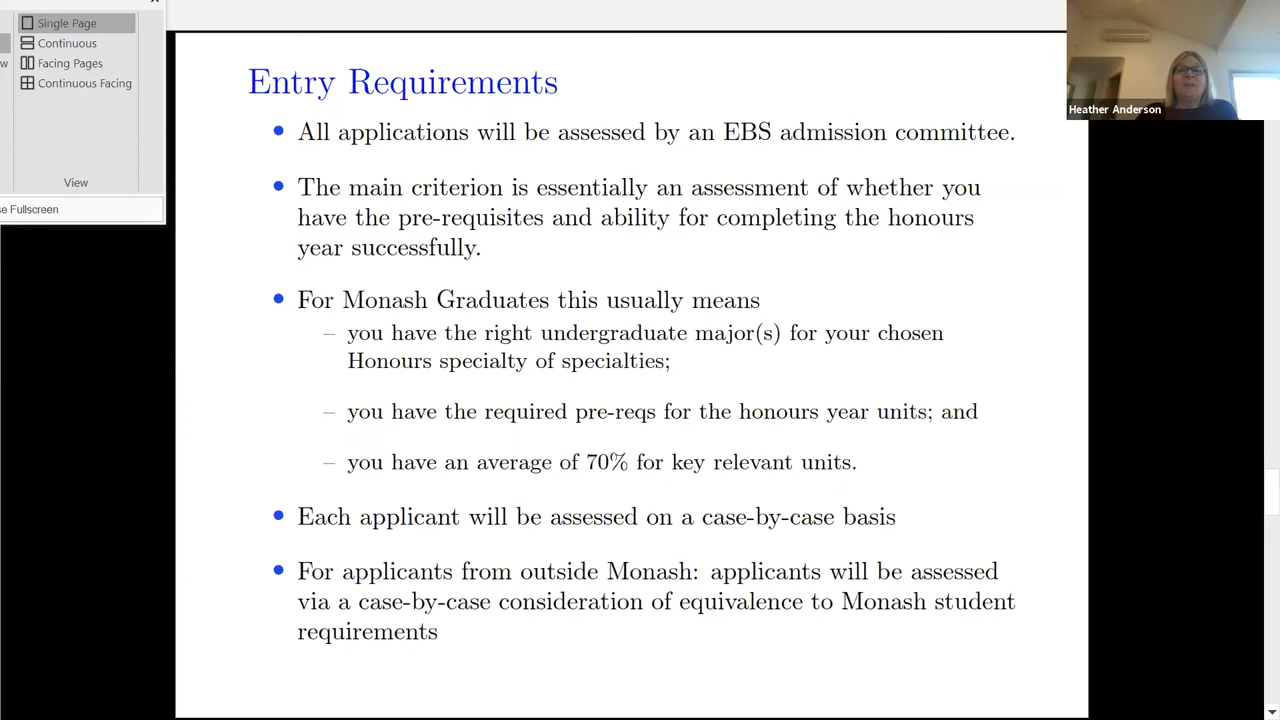 Single Page
Continuous
Facing Pages
Continuous Facing
View
se Fullscreen
Heather Anderson
Entry Requirements
• All applications will be assessed by an EBS admission committee.
• The main criterion is essentially an assessment of whether you
have the pre-requisites and ability for completing the honours
year successfully.
• For Monash Graduates this usually means
– you have the right undergraduate major(s) for your chosen
Honours specialty of specialties;
– you have the required pre-reqs for the honours year units; and
– you have an average of 70% for key relevant units.
• Each applicant will be assessed on a case-by-case basis
• For applicants from outside Monash: applicants will be assessed
via a case-by-case consideration of equivalence to Monash student
requirements